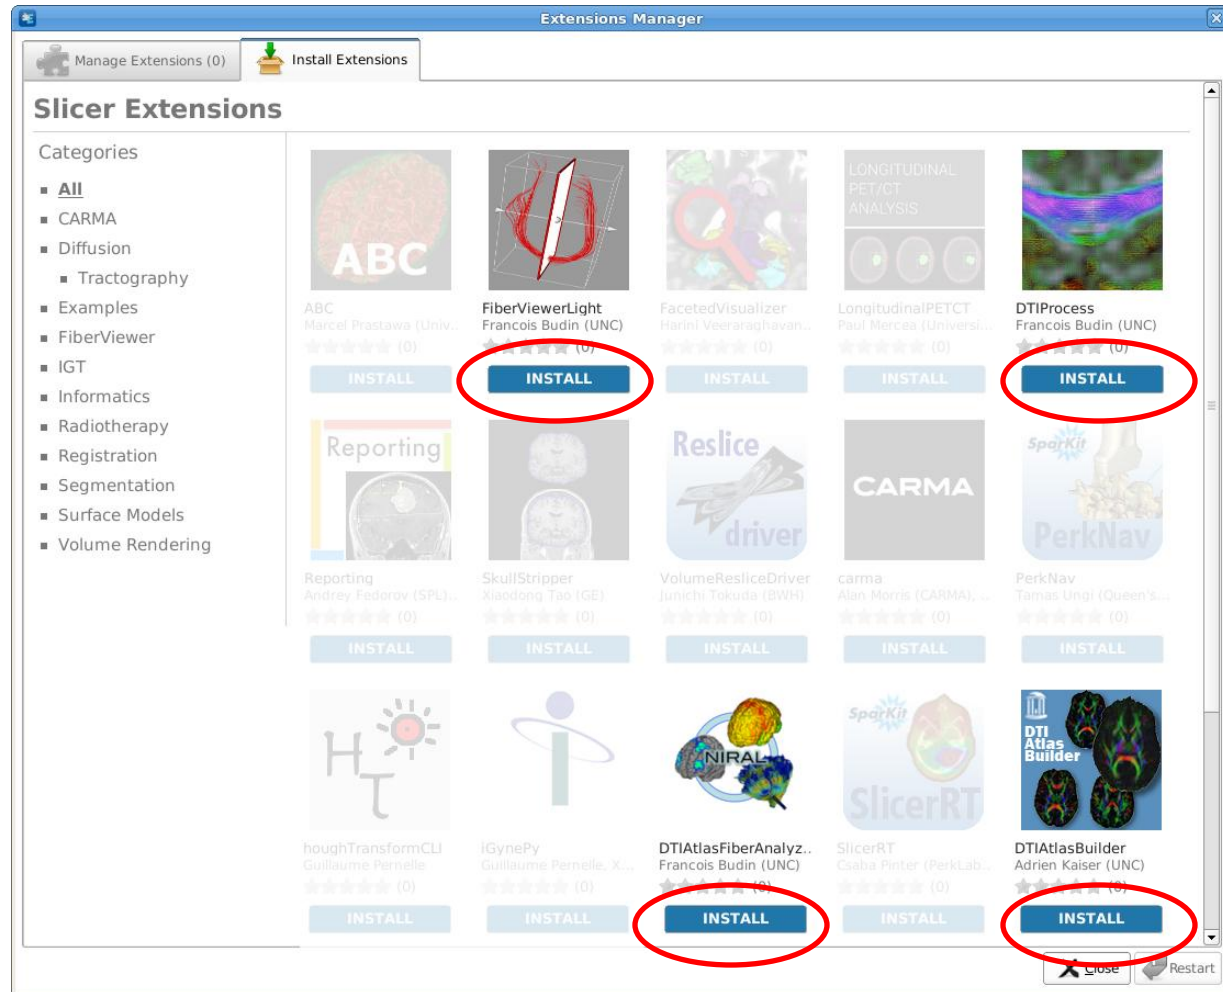 Extensions Manager
Manage Extensions (0)
Install Extensions
Slicer Extensions
Categories
All
CARMA
Diffusion
Tractography
Examples
FiberViewer
IGT
Informatics
Radiotherapy
Registration
Segmentation
Surface Models
Volume Rendering
ABC
LONGITUDINAL
PET/CT
ANALYSIS
ABC
FiberViewerLight
FacetedVisualizer
LongitudinalPETCT
DTIProcess
Marcel Prastawa (Univ..
Francois Budin (UNC)
Harini Veeraraghavan..
Paul Mercea (Universi..
Francois Budin (UNC)
(0)
(0)
(0)
(0)
(0)
INSTALL
INSTALL
INSTALL
INSTALL
INSTALL
Reporting
Reslice
driver
CARMA
SparKit
PerkNav
Reporting
SkullStripper
VolumeResliceDriver
carma
PerkNav
Andrey Fedorov (SPL)..
Xiaodong Tao (GE)
Junichi Tokuda (BWH)
Alan Morris (CARMA), ..
Tamas Ungi (Queen's...
(0)
(0)
(0)
(0)
(0)
INSTALL
INSTALL
INSTALL
INSTALL
INSTALL
HT
i
NIRAL
SparKit
SlicerRT
DTI
Atlas
Builder
houghTransformCLI
iGynePy
DTIAtlasFiberAnalyz..
SlicerRT
DTIAtlasBuilder
Guillaume Pernelle
Guillaume Pernelle, X...
Francois Budin (UNC)
Csaba Pinter (PerkLab..
Adrien Kaiser (UNC)
(0)
(0)
(0)
(0)
(0)
INSTALL
INSTALL
INSTALL
INSTALL
INSTALL
Close
Restart